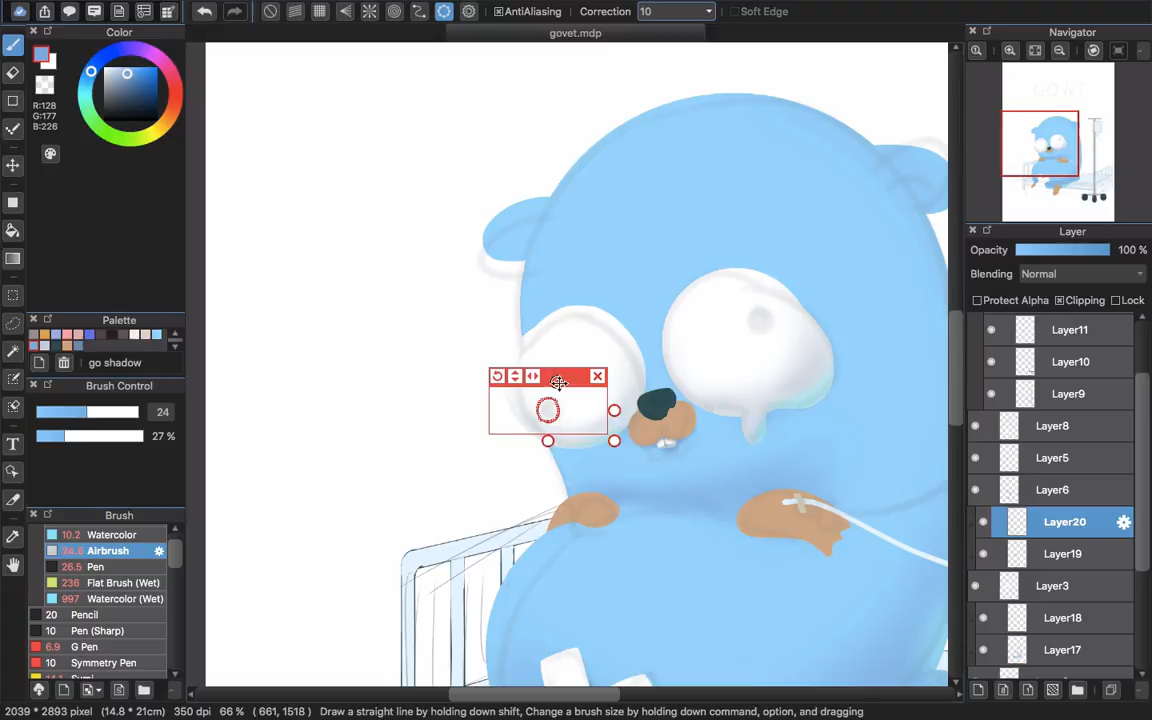 AntiAliasing Correction 10 Soft Edge
Color
govet.mdp
Navigator
R:128
G:177
B:226
Palette
go shadow
Brush Control
24
27 %
Brush
10.2 Watercolor
24.6 Airbrush
26.5 Pen
236 Flat Brush (Wet)
997 Watercolor (Wet)
20 Pencil
10 Pen (Sharp)
6.9 G Pen
10 Symmetry Pen
GO VET
Layer
Opacity 100 %
Blending Normal
Protect Alpha Clipping Lock
Layer11
Layer10
Layer9
Layer8
Layer5
Layer6
Layer20
Layer19
Layer3
Layer18
Layer17
2039 * 2893 pixel (14.8 * 21cm) 350 dpi 66 % ( 661, 1518 ) Draw a straight line by holding down shift, Change a brush size by holding down command, option, and dragging